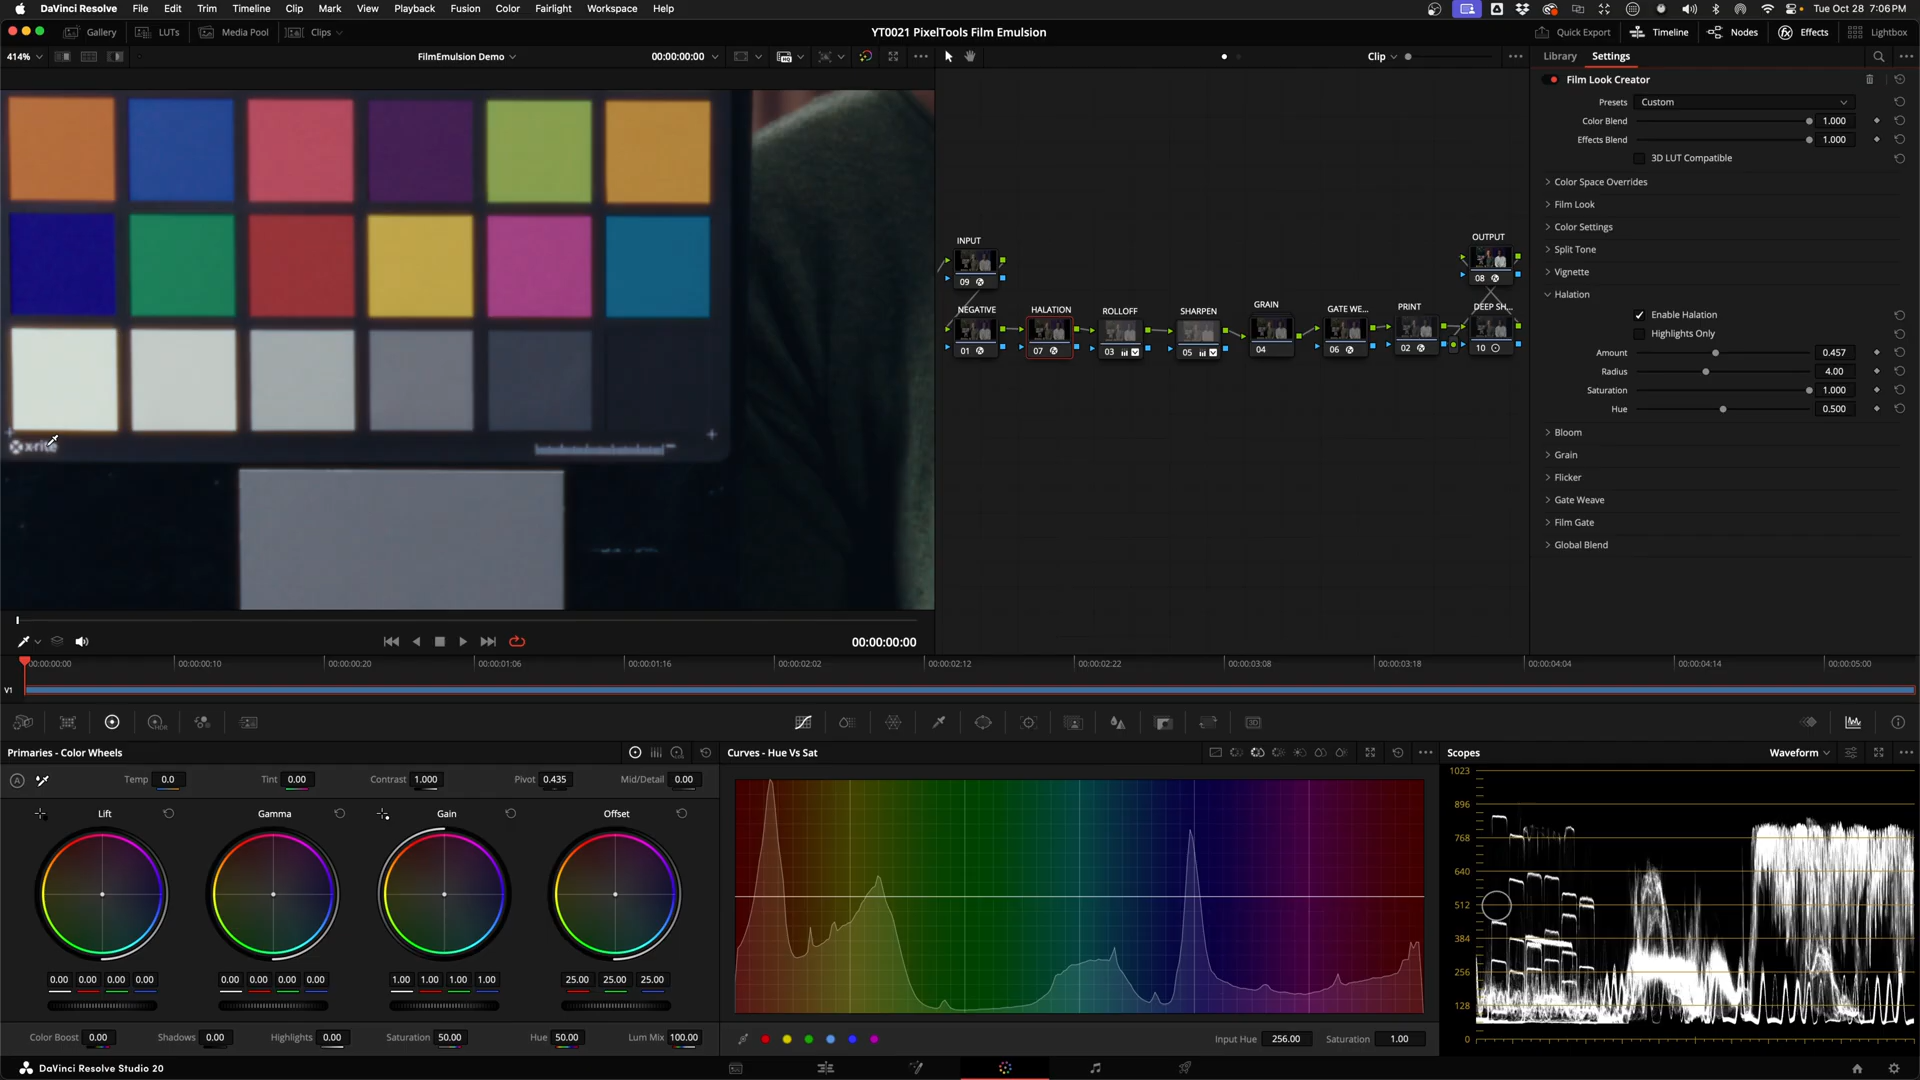 DaVinci Resolve File Edit Trim Timeline Clip Mark View Playback Fusion Color Fairlight Workspace Help Tue Oct 28 7:06 PM
Gallery LUTs Media Pool Clips YT0021 PixelTools Film Emulsion Quick Export Timeline Nodes Effects Lightbox
414% FilmEmulsion Demo 00:00:00:00 Clip Library Settings
Film Look Creator
Presets Custom
Color Blend 1.000
Effects Blend 1.000
3D LUT Compatible
Color Space Overrides
Film Look
Color Settings
Split Tone
Vignette
Halation
Enable Halation
Highlights Only
Amount 0.457
Radius 4.00
Saturation 1.000
Hue 0.500
Bloom
Grain
Flicker
Gate Weave
Film Gate
Global Blend
INPUT
09
OUTPUT
08
NEGATIVE HALATION ROLLOFF SHARPEN GRAIN GATE WE... PRINT DEEP SH...
01 07 03 05 04 06 02 10
x-rite
00:00:00:00
00:00:00:00 00:00:00:10 00:00:00:20 00:00:01:06 00:00:01:16 00:00:02:02 00:00:02:12 00:00:02:22 00:00:03:08 00:00:03:18 00:00:04:04 00:00:04:14 00:00:05:00
V1
HDR 3D
Primaries - Color Wheels
A Temp 0.0 Tint 0.00 Contrast 1.000 Pivot 0.435 Mid/Detail 0.00
Lift Gamma Gain Offset
0.00 0.00 0.00 0.00 0.00 0.00 0.00 0.00 1.00 1.00 1.00 1.00 25.00 25.00 25.00
Color Boost 0.00 Shadows 0.00 Highlights 0.00 Saturation 50.00 Hue 50.00 Lum Mix 100.00
Curves - Hue Vs Sat
Input Hue 256.00 Saturation 1.00
Scopes Waveform
1023
896
768
640
512
384
256
128
0
DaVinci Resolve Studio 20